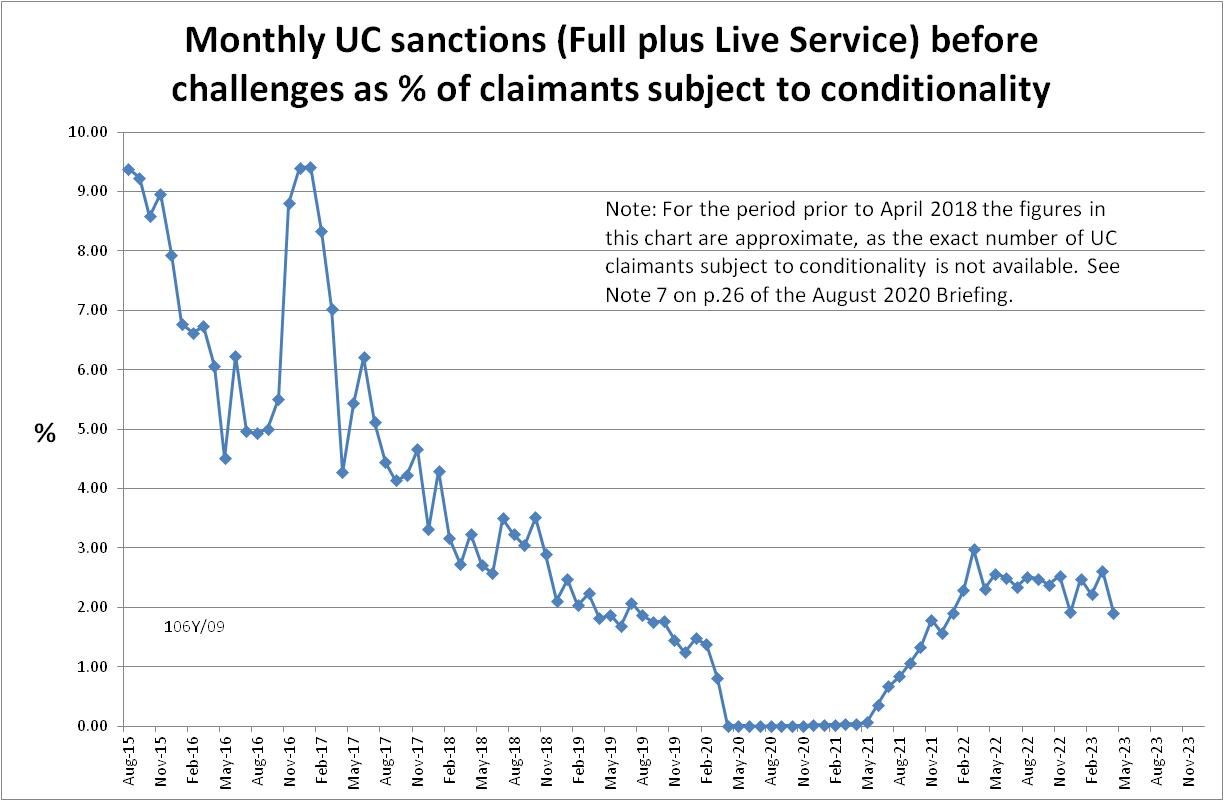 Monthly UC sanctions (Full plus Live Service) before
challenges as % of claimants subject to conditionality
10.00
9.00
8.00
7.00
6.00
5.00
4.00
3.00
2.00
1.00
0.00
%
Note: For the period prior to April 2018 the figures in
this chart are approximate, as the exact number of UC
claimants subject to conditionality is not available. See
Note 7 on p.26 of the August 2020 Briefing.
106Y/09
Aug-15
Nov-15
Feb-16
May-16
Aug-16
Nov-16
Feb-17
May-17
Aug-17
Nov-17
Feb-18
May-18
Aug-18
Nov-18
Feb-19
May-19
Aug-19
Nov-19
Feb-20
May-20
Aug-20
Nov-20
Feb-21
May-21
Aug-21
Nov-21
Feb-22
May-22
Aug-22
Nov-22
Feb-23
May-23
Aug-23
Nov-23